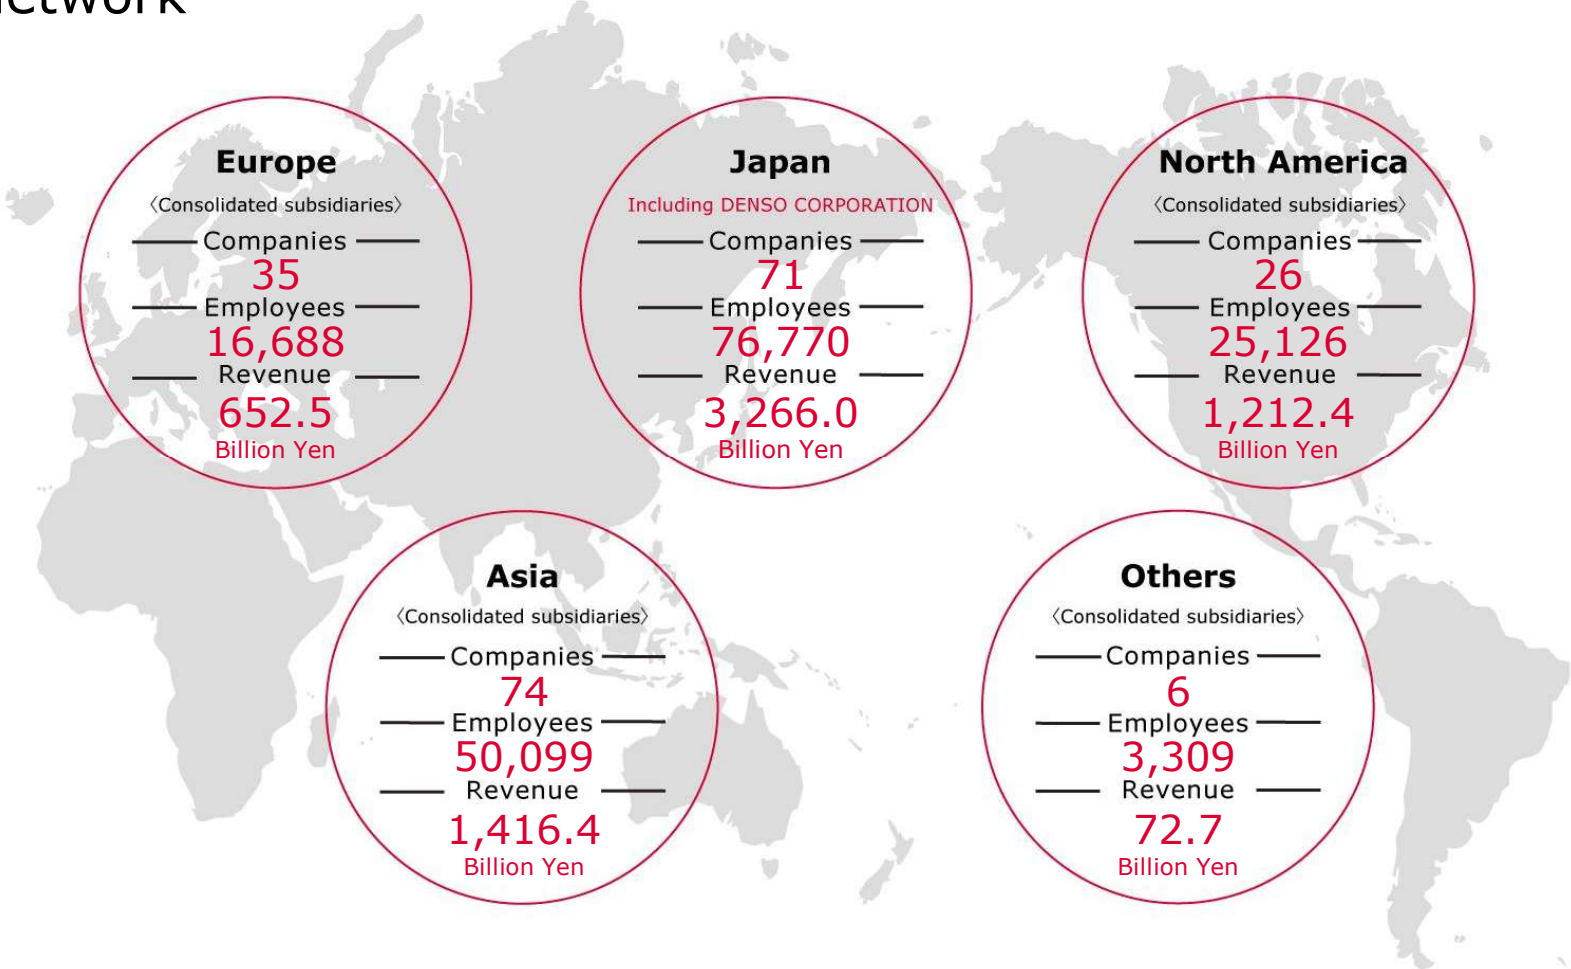 Europe
〈Consolidated subsidiaries〉
Companies
35
Employees
16,688
Revenue
652.5
Billion Yen
Japan
Including DENSO CORPORATION
Companies
71
Employees
76,770
Revenue
3,266.0
Billion Yen
North America
〈Consolidated subsidiaries〉
Companies
26
Employees
25,126
Revenue
1,212.4
Billion Yen
Asia
〈Consolidated subsidiaries〉
Companies
74
Employees
50,099
Revenue
1,416.4
Billion Yen
Others
〈Consolidated subsidiaries〉
Companies
6
Employees
3,309
Revenue
72.7
Billion Yen